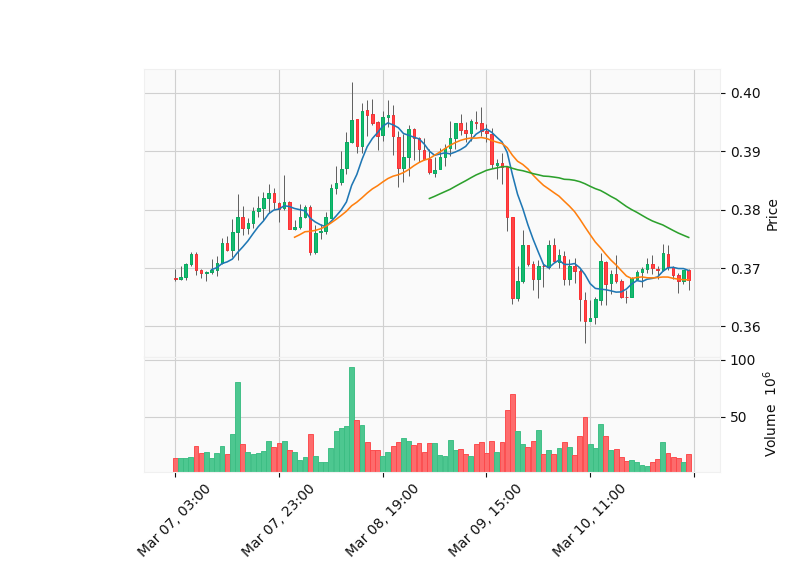 0.40
0.39
0.38
0.37
0.36
Price
100
50
Volume 10^6
Mar 07, 03:00
Mar 07, 23:00
Mar 08, 19:00
Mar 09, 15:00
Mar 10, 11:00